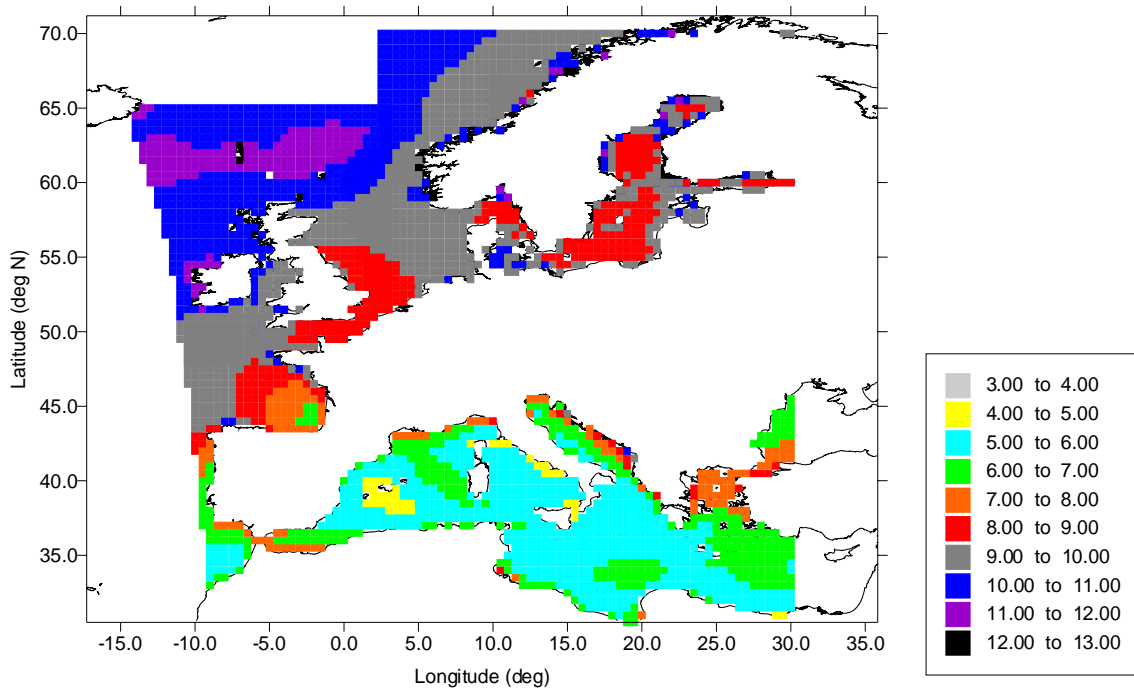 70.0
65.0
60.0
55.0
50.0
45.0
40.0
35.0
Latitude (deg N)
-15.0 -10.0 -5.0 0.0 5.0 10.0 15.0 20.0 25.0 30.0 35.0
Longitude (deg)
3.00 to 4.00
4.00 to 5.00
5.00 to 6.00
6.00 to 7.00
7.00 to 8.00
8.00 to 9.00
9.00 to 10.00
10.00 to 11.00
11.00 to 12.00
12.00 to 13.00